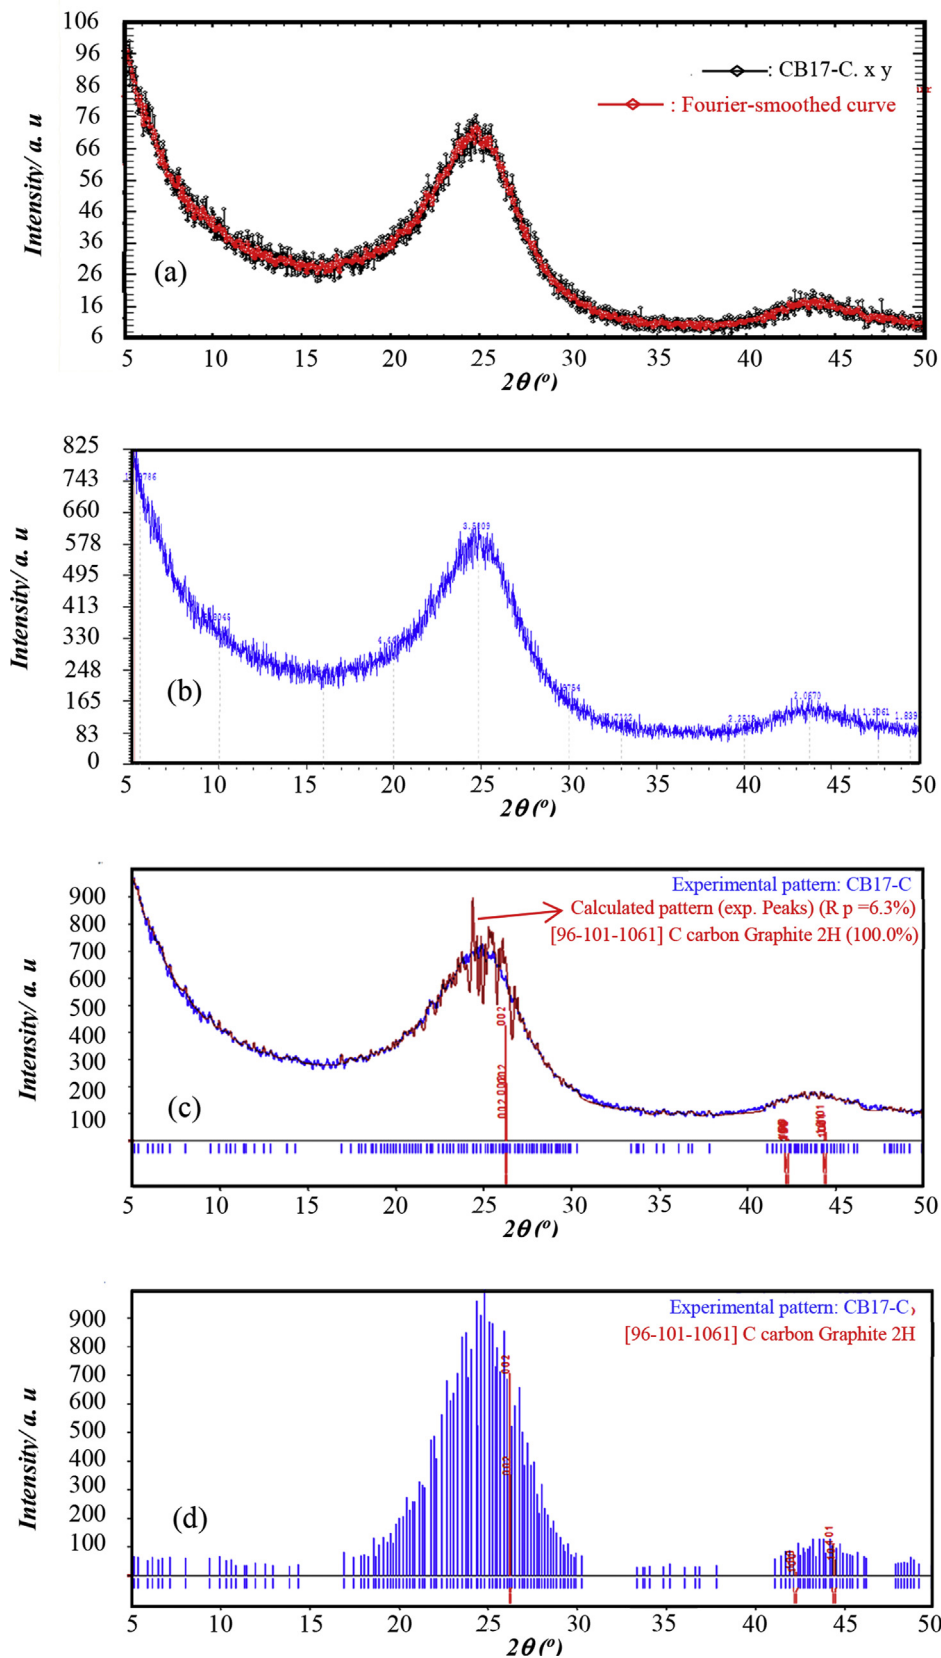 106
96
86
76
66
56
46
36
26
16
6
Intensity/ a. u
: CB17-C. x y
: Fourier-smoothed curve
(a)
5 10 15 20 25 30 35 40 45 50
2θ (º)
825
743
660
578
495
413
330
248
165
83
0
Intensity/ a. u
(b)
5 10 15 20 25 30 35 40 45 50
2θ (º)
900
800
700
600
500
400
300
200
100
Intensity/ a. u
Experimental pattern: CB17-C
Calculated pattern (exp. Peaks) (R p =6.3%)
[96-101-1061] C carbon Graphite 2H (100.0%)
002
(c)
5 10 15 20 25 30 35 40 45 50
2θ (º)
900
800
700
600
500
400
300
200
100
Intensity/ a. u
Experimental pattern: CB17-C
[96-101-1061] C carbon Graphite 2H
002
002
(d)
5 10 15 20 25 30 35 40 45 50
2θ (º)